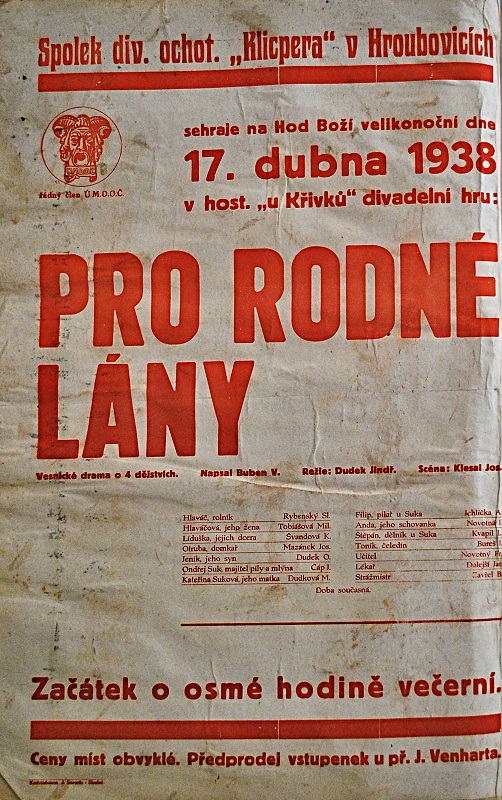 Spolek div. ochot. „Klicpera“ v Hroubovicích
sehraje na Hod Boží velikonoční dne
17. dubna 1938
v host. „u Křivků“ divadelní hru:
řádný člen Ú.M.D.O.Č.
PRO RODNÉ
LÁNY
Vesnické drama o 4 dějstvích. Napsal Buben V. Režie: Dudek Jindř. Scéna: Klesal Jos.
Hlaváč, rolník Rybenský Sl.
Hlaváčová, jeho žena Tobiášová Mil.
Liduška, jejich dcera Švandová K.
Otruba, domkař Mazánek Jos.
Jeník, jeho syn Dudek O.
Ondřej Suk, majitel pily a mlýna Čáp J.
Kateřina Suková, jeho matka Dudková M.
Filip, pilař u Suka Jehlička A
Anda, jeho schovanka Novotná
Štěpán, dělník u Suka Kvapil
Toník, čeledín Bureš
Učitel Novotný
Lékař Dolejší
Strážmistr Zavřel
Doba současná.
Začátek o osmé hodině večerní.
Ceny míst obvyklé. Předprodej vstupenek u př. J. Venharta.